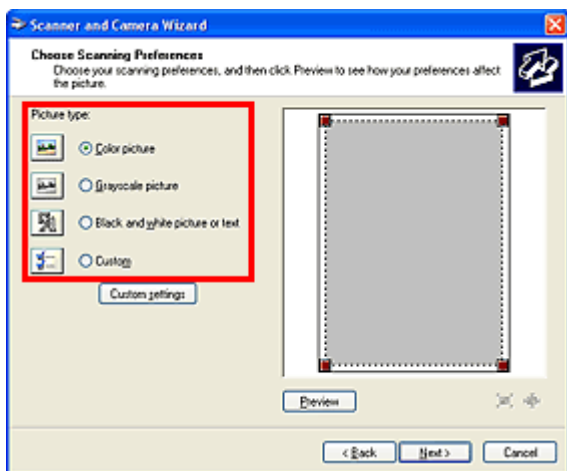 Scanner and Camera Wizard
Choose Scanning Preferences
Choose your scanning preferences, and then click Preview to see how your preferences affect
the picture.
Picture type:
Color picture
Grayscale picture
Black and white picture or text
Custom
Custom settings
Preview
< Back
Next >
Cancel